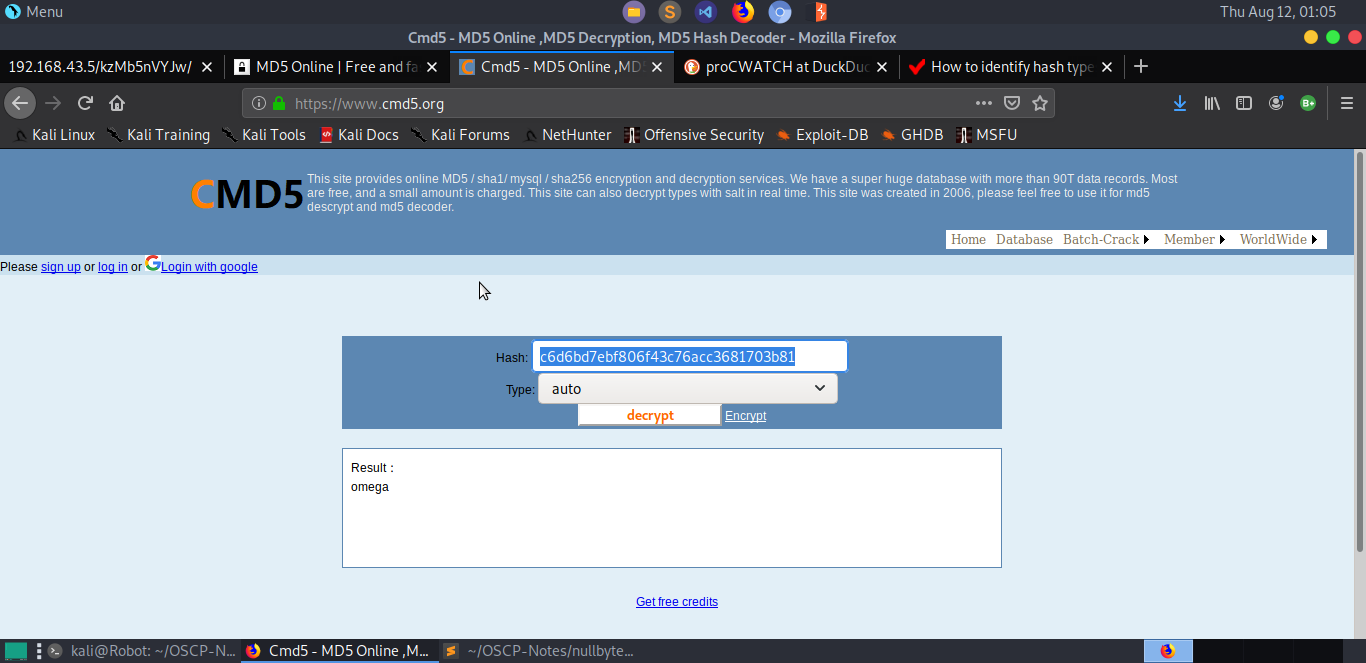 Menu
Thu Aug 12, 01:05
Cmd5 - MD5 Online ,MD5 Decryption, MD5 Hash Decoder - Mozilla Firefox
192.168.43.5/kzMb5nVYJw/
MD5 Online | Free and fa
Cmd5 - MD5 Online ,MD5
proCWATCH at DuckDuc
How to identify hash type
https://www.cmd5.org
Kali Linux
Kali Training
Kali Tools
Kali Docs
Kali Forums
NetHunter
Offensive Security
Exploit-DB
GHDB
MSFU
CMD5
This site provides online MD5 / sha1/ mysql / sha256 encryption and decryption services. We have a super huge database with more than 90T data records. Most
are free, and a small amount is charged. This site can also decrypt types with salt in real time. This site was created in 2006, please feel free to use it for md5
descrypt and md5 decoder.
Home Database Batch-Crack Member WorldWide
Please sign up or log in or Login with google
Hash: c6d6bd7ebf806f43c76acc3681703b81
Type: auto
decrypt Encrypt
Result :
omega
Get free credits
kali@Robot: ~/OSCP-N...
Cmd5 - MD5 Online ,M...
~/OSCP-Notes/nullbyte...